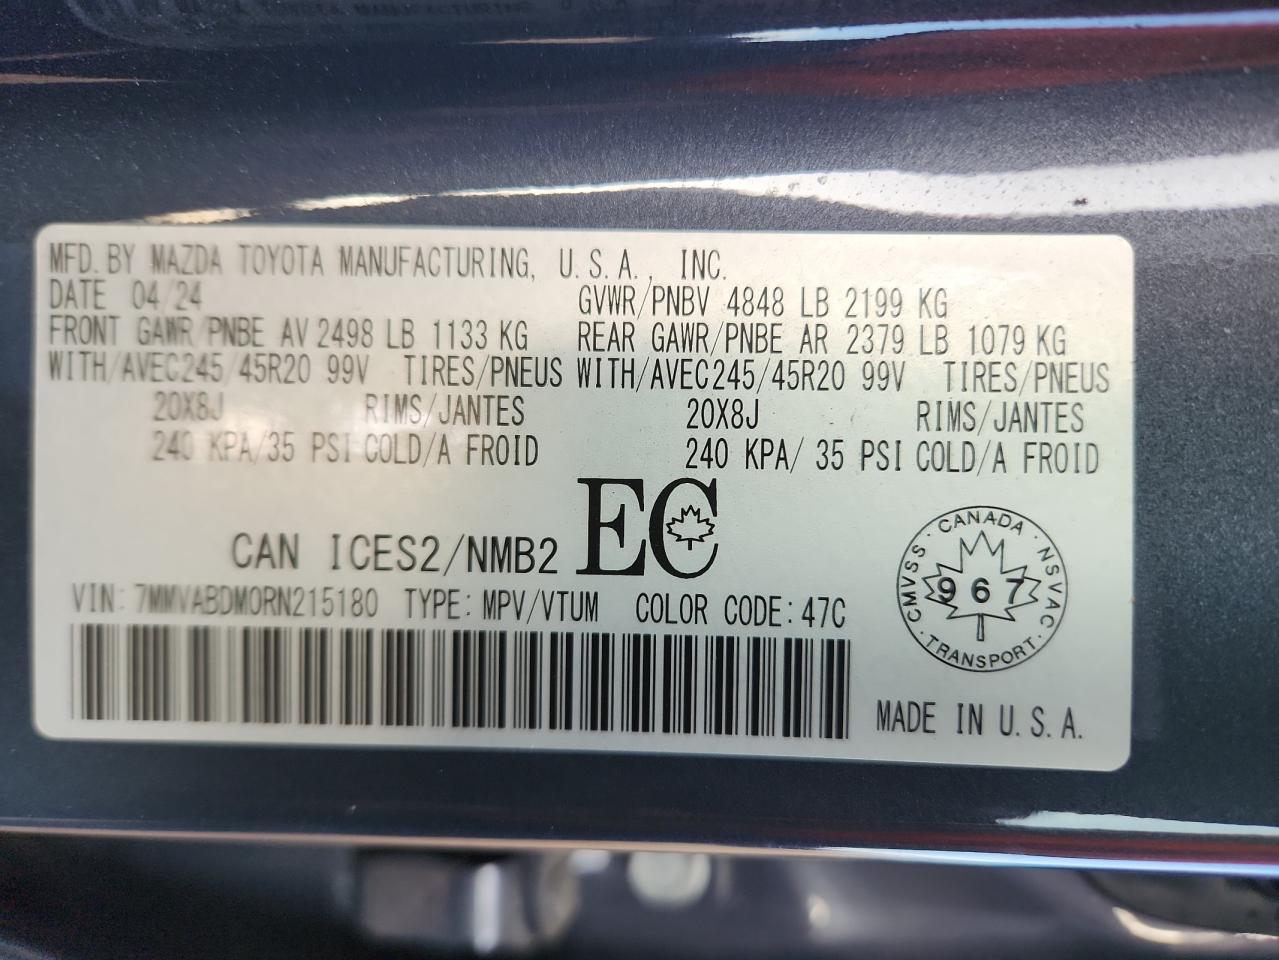 MFD. BY MAZDA TOYOTA MANUFACTURING, U.S.A., INC.
DATE 04/24 GVWR/PNBV 4848 LB 2199 KG
FRONT GAWR/PNBE AV 2498 LB 1133 KG REAR GAWR/PNBE AR 2379 LB 1079 KG
WITH/AVEC245/45R20 99V TIRES/PNEUS WITH/AVEC245/45R20 99V TIRES/PNEUS
20X8J RIMS/JANTES 20X8J RIMS/JANTES
240 KPA/35 PSI COLD/A FROID 240 KPA/ 35 PSI COLD/A FROID
CAN ICES2/NMB2 EC
VIN: 7MMVABDM0RN215180 TYPE: MPV/VTUM COLOR CODE: 47C
CANADA
CMVSS 967 NSVAC
TRANSPORT
MADE IN U.S.A.